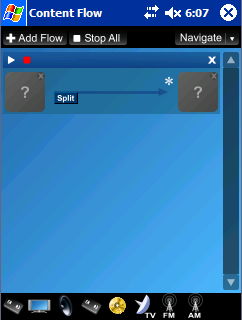 Content Flow 6:07
Add Flow Stop All Navigate
x
x x
? ?
Split
TV FM AM